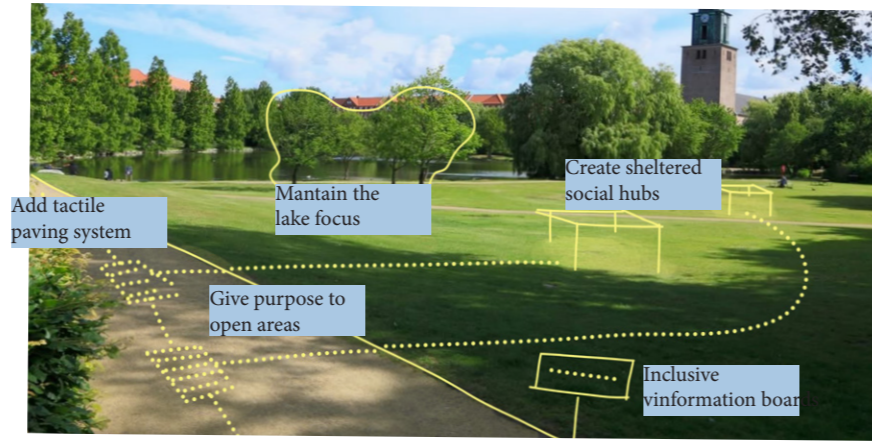 Create sheltered
social hubs
Mantain the
lake focus
Add tactile
paving system
Give purpose to
open areas
Inclusive
vinformation board